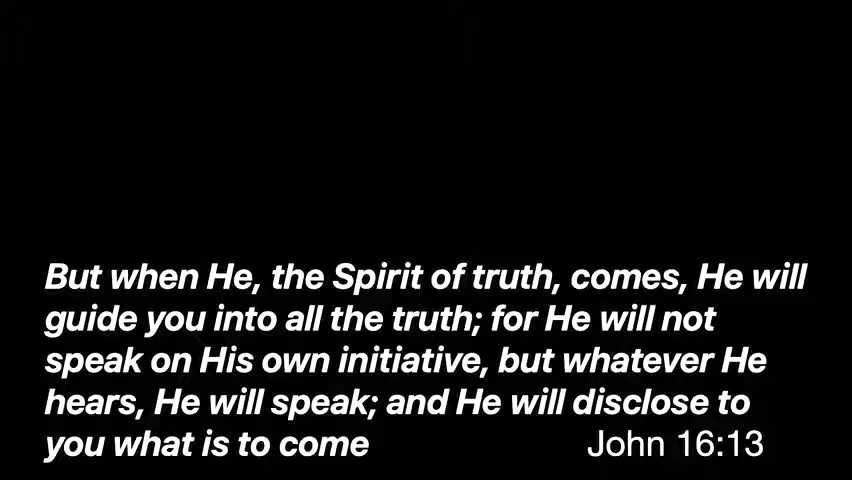 But when He, the Spirit of truth, comes, He will
guide you into all the truth; for He will not
speak on His own initiative, but whatever He
hears, He will speak; and He will disclose to
you what is to come John 16:13